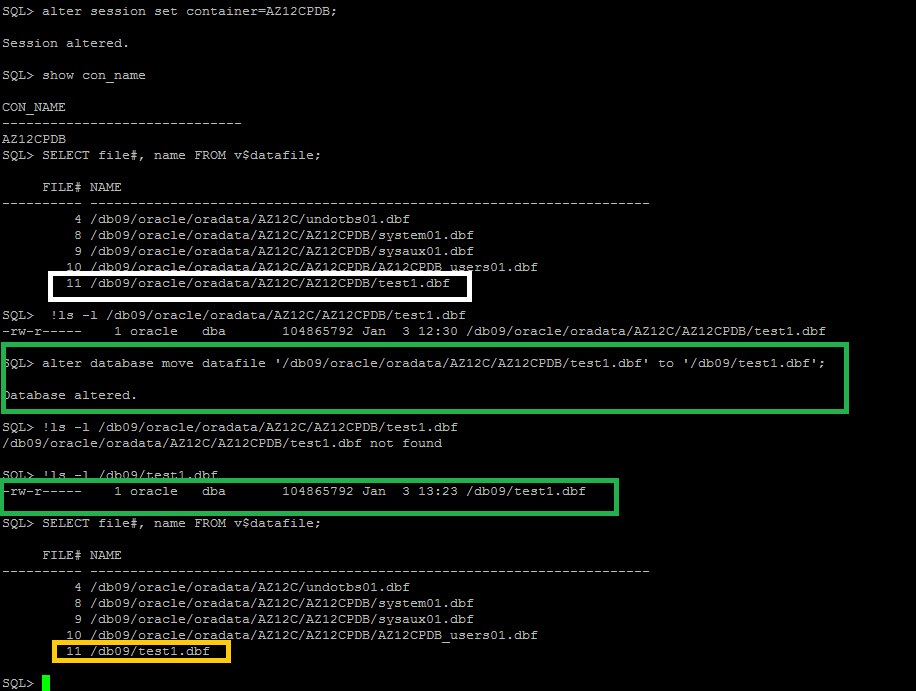 SQL> alter session set container=AZ12CPDB;
Session altered.
SQL> show con_name
CON_NAME
------------------------------
AZ12CPDB
SQL> SELECT file#, name FROM v$datafile;
FILE# NAME
---------- ----------------------------------------------------------------------
4 /db09/oracle/oradata/AZ12C/undotbs01.dbf
8 /db09/oracle/oradata/AZ12C/AZ12CPDB/system01.dbf
9 /db09/oracle/oradata/AZ12C/AZ12CPDB/sysaux01.dbf
10 /db09/oracle/oradata/AZ12C/AZ12CPDB/AZ12CPDB_users01.dbf
11 /db09/oracle/oradata/AZ12C/AZ12CPDB/test1.dbf
SQL>  !ls -l /db09/oracle/oradata/AZ12C/AZ12CPDB/test1.dbf
-rw-r-----    1 oracle   dba       104865792 Jan  3 12:30 /db09/oracle/oradata/AZ12C/AZ12CPDB/test1.dbf
SQL> alter database move datafile '/db09/oracle/oradata/AZ12C/AZ12CPDB/test1.dbf' to '/db09/test1.dbf';
Database altered.
SQL> !ls -l /db09/oracle/oradata/AZ12C/AZ12CPDB/test1.dbf
/db09/oracle/oradata/AZ12C/AZ12CPDB/test1.dbf not found
SQL> !ls -l /db09/test1.dbf
-rw-r-----    1 oracle   dba       104865792 Jan  3 13:23 /db09/test1.dbf
SQL> SELECT file#, name FROM v$datafile;
FILE# NAME
---------- ----------------------------------------------------------------------
4 /db09/oracle/oradata/AZ12C/undotbs01.dbf
8 /db09/oracle/oradata/AZ12C/AZ12CPDB/system01.dbf
9 /db09/oracle/oradata/AZ12C/AZ12CPDB/sysaux01.dbf
10 /db09/oracle/oradata/AZ12C/AZ12CPDB/AZ12CPDB_users01.dbf
11 /db09/test1.dbf
SQL>